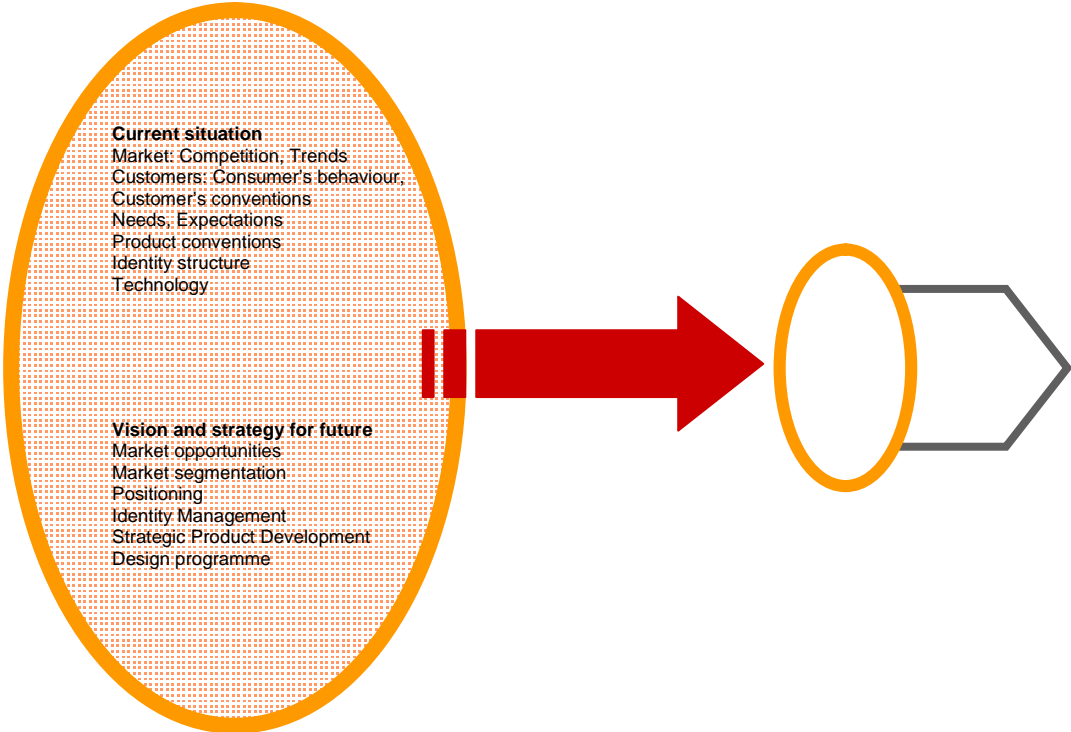 Current situation
Market: Competition, Trends
Customers: Consumer's behaviour,
Customer's conventions
Needs, Expectations
Product conventions
Identity structure
Technology
Vision and strategy for future
Market opportunities
Market segmentation
Positioning
Identity Management
Strategic Product Development
Design programme